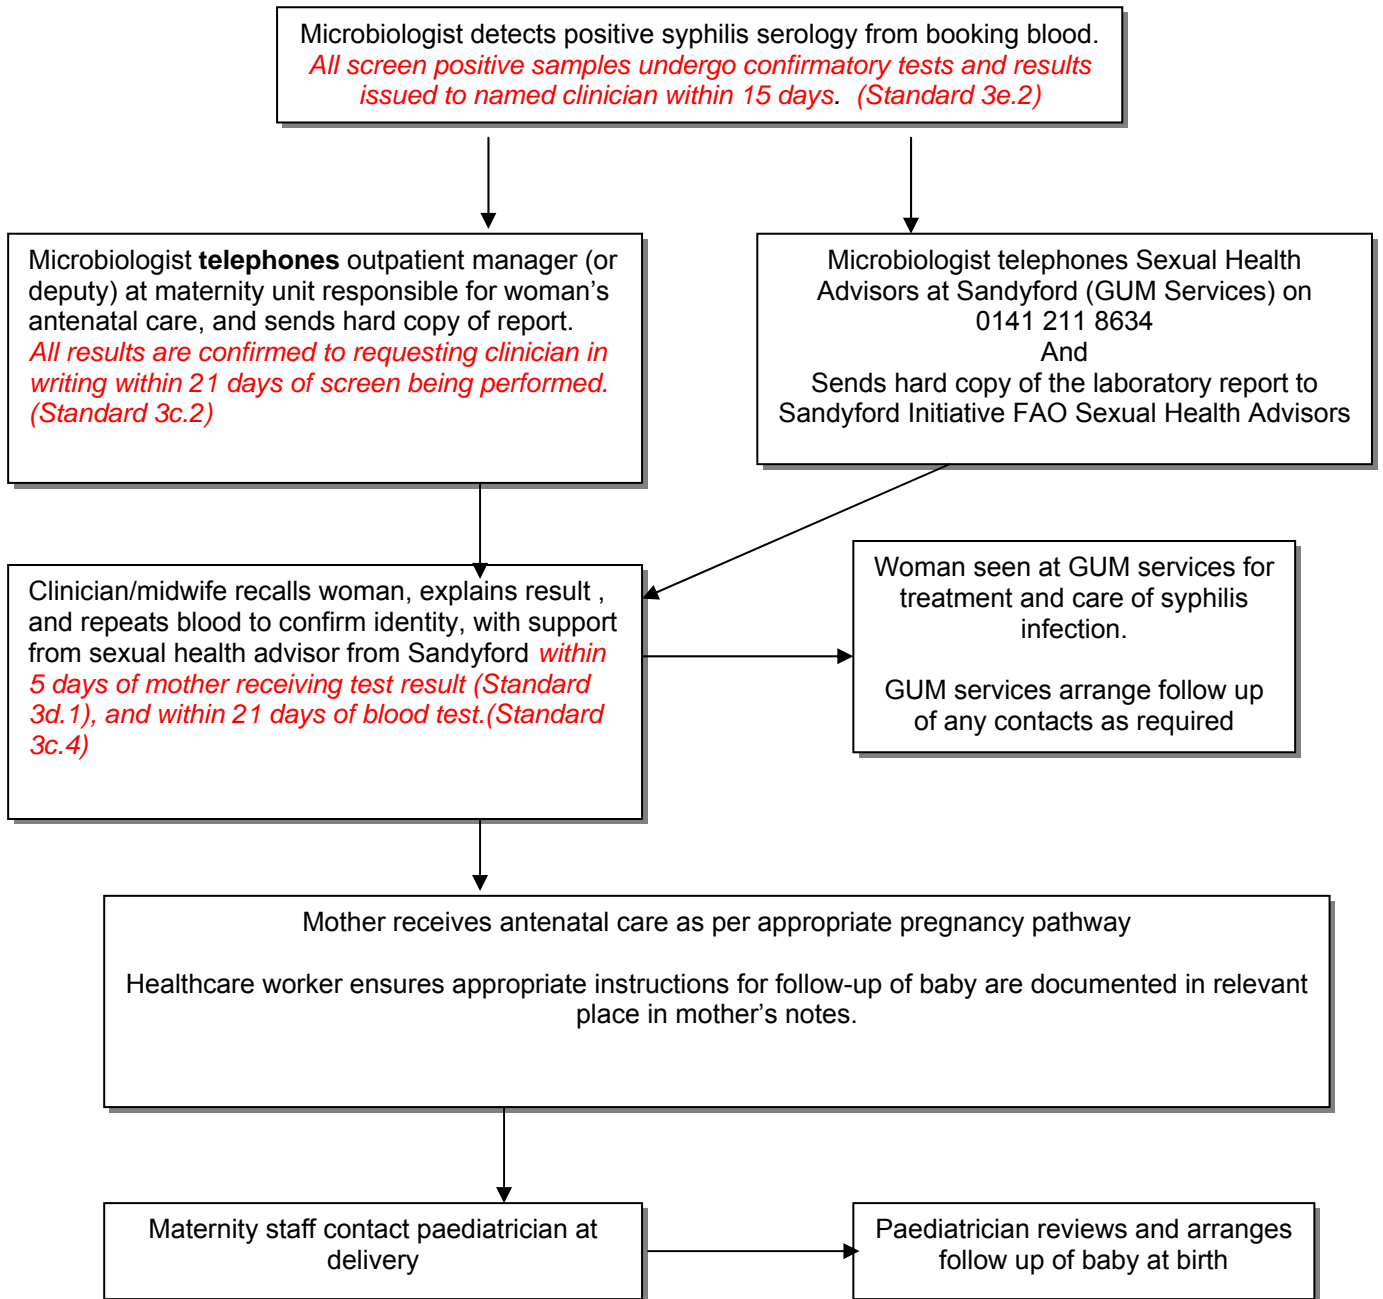 Microbiologist detects positive syphilis serology from booking blood.
All screen positive samples undergo confirmatory tests and results
issued to named clinician within 15 days.  (Standard 3e.2)
Microbiologist telephones outpatient manager (or
deputy) at maternity unit responsible for woman's
antenatal care, and sends hard copy of report.
All results are confirmed to requesting clinician in
writing within 21 days of screen being performed.
(Standard 3c.2)
Microbiologist telephones Sexual Health
Advisors at Sandyford (GUM Services) on
0141 211 8634
And
Sends hard copy of the laboratory report to
Sandyford Initiative FAO Sexual Health Advisors
Clinician/midwife recalls woman, explains result ,
and repeats blood to confirm identity, with support
from sexual health advisor from Sandyford within
5 days of mother receiving test result (Standard
3d.1), and within 21 days of blood test.(Standard
3c.4)
Woman seen at GUM services for
treatment and care of syphilis
infection.
GUM services arrange follow up
of any contacts as required
Mother receives antenatal care as per appropriate pregnancy pathway
Healthcare worker ensures appropriate instructions for follow-up of baby are documented in relevant
place in mother's notes.
Maternity staff contact paediatrician at
delivery
Paediatrician reviews and arranges
follow up of baby at birth